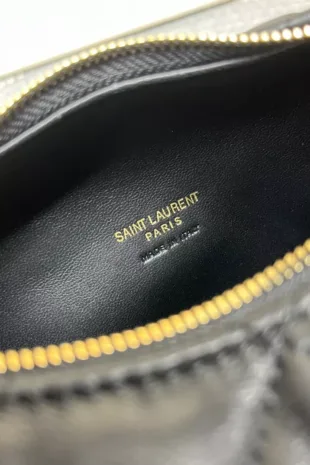 SAINT LAURENT
PARIS
MADE IN ITALY